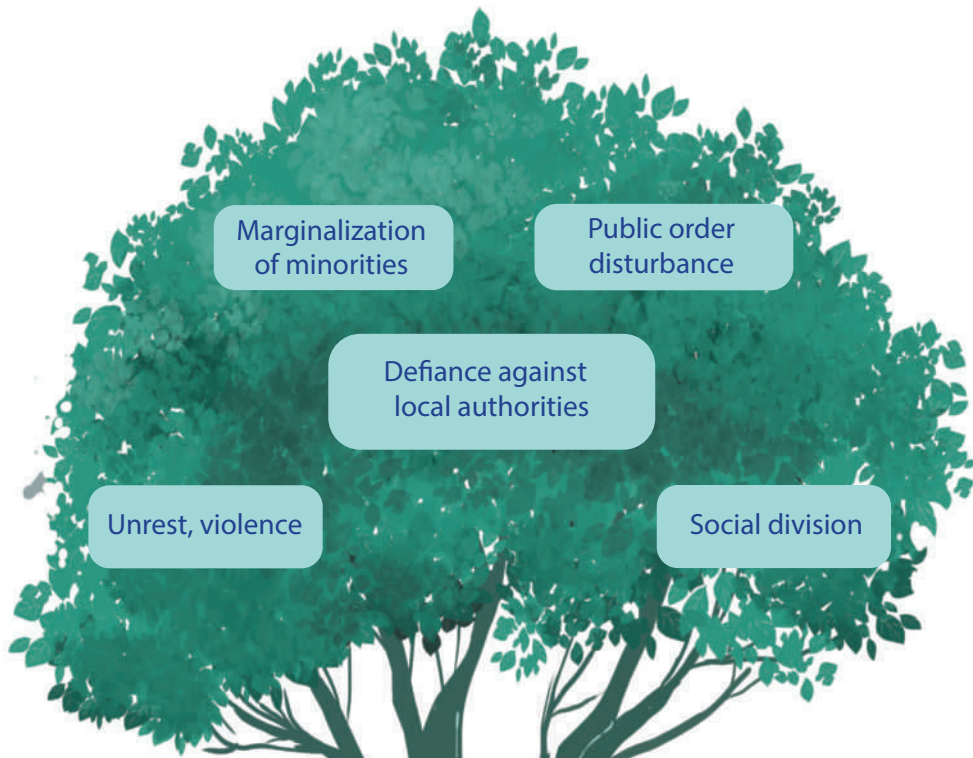 Marginalization
of minorities
Public order
disturbance
Defiance against
local authorities
Unrest, violence
Social division